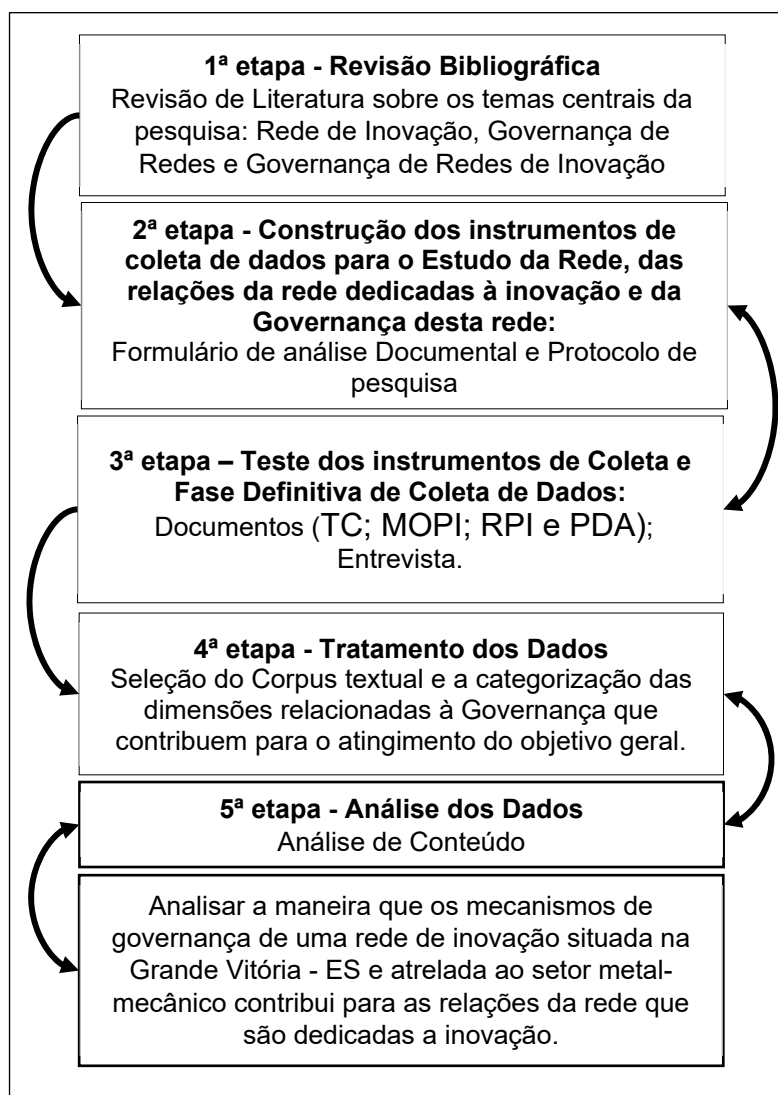 1ª etapa - Revisão Bibliográfica
Revisão de Literatura sobre os temas centrais da
pesquisa: Rede de Inovação, Governança de
Redes e Governança de Redes de Inovação
2ª etapa - Construção dos instrumentos de
coleta de dados para o Estudo da Rede, das
relações da rede dedicadas à inovação e da
Governança desta rede:
Formulário de análise Documental e Protocolo de
pesquisa
3ª etapa – Teste dos instrumentos de Coleta e
Fase Definitiva de Coleta de Dados:
Documentos (TC; MOPI; RPI e PDA);
Entrevista.
4ª etapa - Tratamento dos Dados
Seleção do Corpus textual e a categorização das
dimensões relacionadas à Governança que
contribuem para o atingimento do objetivo geral.
5ª etapa - Análise dos Dados
Análise de Conteúdo
Analisar a maneira que os mecanismos de
governança de uma rede de inovação situada na
Grande Vitória - ES e atrelada ao setor metal-
mecânico contribui para as relações da rede que
são dedicadas a inovação.